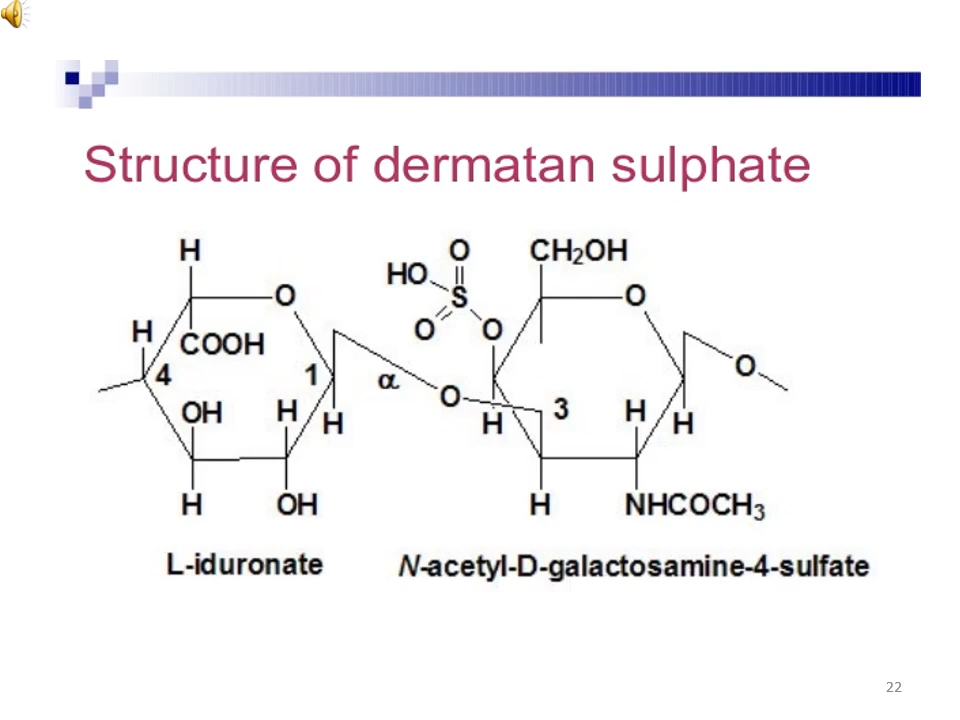 Structure of dermatan sulphate
H O CH₂OH
HO
S
O O
H O O
COOH
4 1 α O
O 3
OH H H H H H
H OH H NHCOCH₃
L-iduronate N-acetyl-D-galactosamine-4-sulfate
22